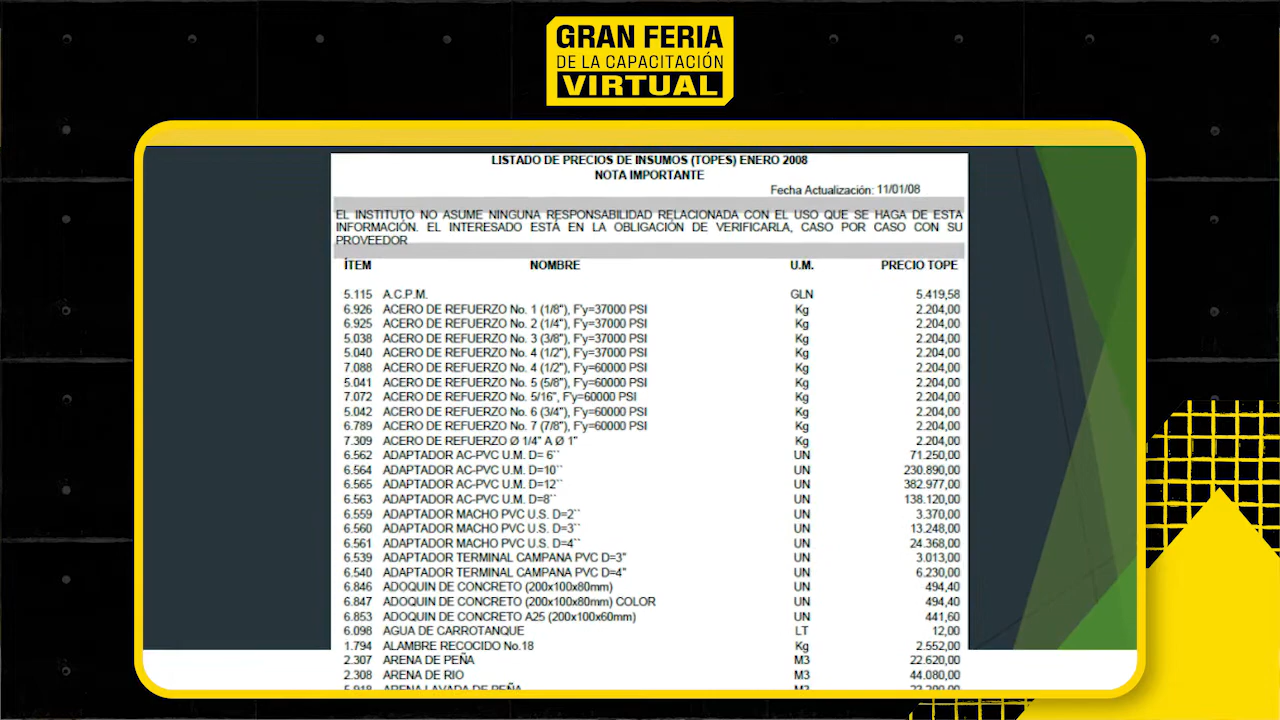 GRAN FERIA
DE LA CAPACITACIÓN
VIRTUAL
LISTADO DE PRECIOS DE INSUMOS (TOPES) ENERO 2008
NOTA IMPORTANTE
Fecha Actualización: 11/01/08
EL INSTITUTO NO ASUME NINGUNA RESPONSABILIDAD RELACIONADA CON EL USO QUE SE HAGA DE ESTA
INFORMACIÓN. EL INTERESADO ESTÁ EN LA OBLIGACIÓN DE VERIFICARLA, CASO POR CASO CON SU
PROVEEDOR
ÍTEM NOMBRE U.M. PRECIO TOPE
5.115 A.C.P.M. GLN 5.419,58
6.926 ACERO DE REFUERZO No. 1 (1/8"), F'y=37000 PSI Kg 2.204,00
6.925 ACERO DE REFUERZO No. 2 (1/4"), F'y=37000 PSI Kg 2.204,00
5.038 ACERO DE REFUERZO No. 3 (3/8"), F'y=37000 PSI Kg 2.204,00
5.040 ACERO DE REFUERZO No. 4 (1/2"), F'y=37000 PSI Kg 2.204,00
7.088 ACERO DE REFUERZO No. 4 (1/2"), F'y=60000 PSI Kg 2.204,00
5.041 ACERO DE REFUERZO No. 5 (5/8"), F'y=60000 PSI Kg 2.204,00
7.072 ACERO DE REFUERZO No. 5/16", F'y=60000 PSI Kg 2.204,00
5.042 ACERO DE REFUERZO No. 6 (3/4"), F'y=60000 PSI Kg 2.204,00
6.789 ACERO DE REFUERZO No. 7 (7/8"), F'y=60000 PSI Kg 2.204,00
7.309 ACERO DE REFUERZO Ø 1/4" A Ø 1" Kg 2.204,00
6.562 ADAPTADOR AC-PVC U.M. D= 6`` UN 71.250,00
6.564 ADAPTADOR AC-PVC U.M. D=10`` UN 230.890,00
6.565 ADAPTADOR AC-PVC U.M. D=12`` UN 382.977,00
6.563 ADAPTADOR AC-PVC U.M. D=8`` UN 138.120,00
6.559 ADAPTADOR MACHO PVC U.S. D=2`` UN 3.370,00
6.560 ADAPTADOR MACHO PVC U.S. D=3`` UN 13.248,00
6.561 ADAPTADOR MACHO PVC U.S. D=4`` UN 24.368,00
6.539 ADAPTADOR TERMINAL CAMPANA PVC D=3" UN 3.013,00
6.540 ADAPTADOR TERMINAL CAMPANA PVC D=4" UN 6.230,00
6.846 ADOQUIN DE CONCRETO (200x100x80mm) UN 494,40
6.847 ADOQUIN DE CONCRETO (200x100x80mm) COLOR UN 494,40
6.853 ADOQUIN DE CONCRETO A25 (200x100x60mm) UN 441,60
6.098 AGUA DE CARROTANQUE LT 12,00
1.794 ALAMBRE RECOCIDO No.18 Kg 2.552,00
2.307 ARENA DE PEÑA M3 22.620,00
2.308 ARENA DE RIO M3 44.080,00
5.918 ARENA LAVADA DE PEÑA M3